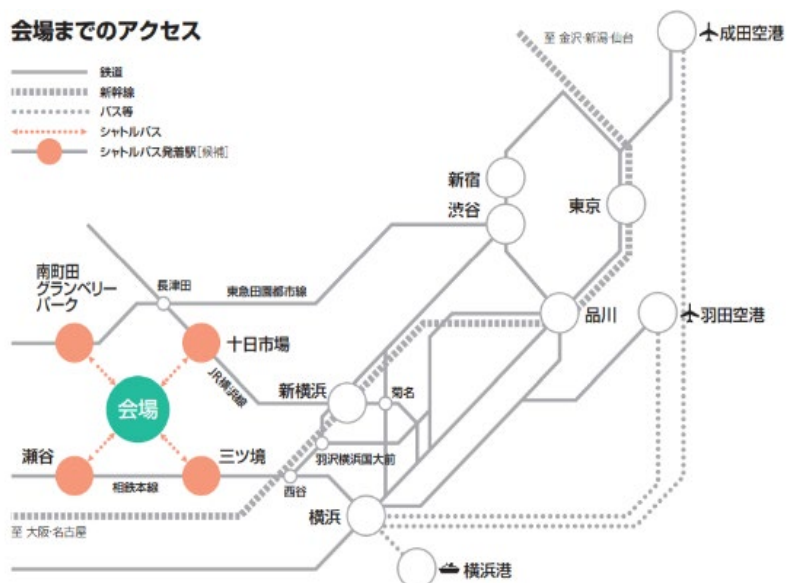 会場までのアクセス
鉄道
新幹線
バス等
シャトルバス
シャトルバス発着駅[候補]
至 金沢・新潟・仙台
成田空港
新宿
渋谷
東京
南町田
グランベリー
パーク
長津田
東急田園都市線
十日市場
JR横浜線
品川
羽田空港
会場
新横浜
菊名
瀬谷
三ツ境
羽沢横浜国大前
相鉄本線
西谷
横浜
至 大阪・名古屋
横浜港